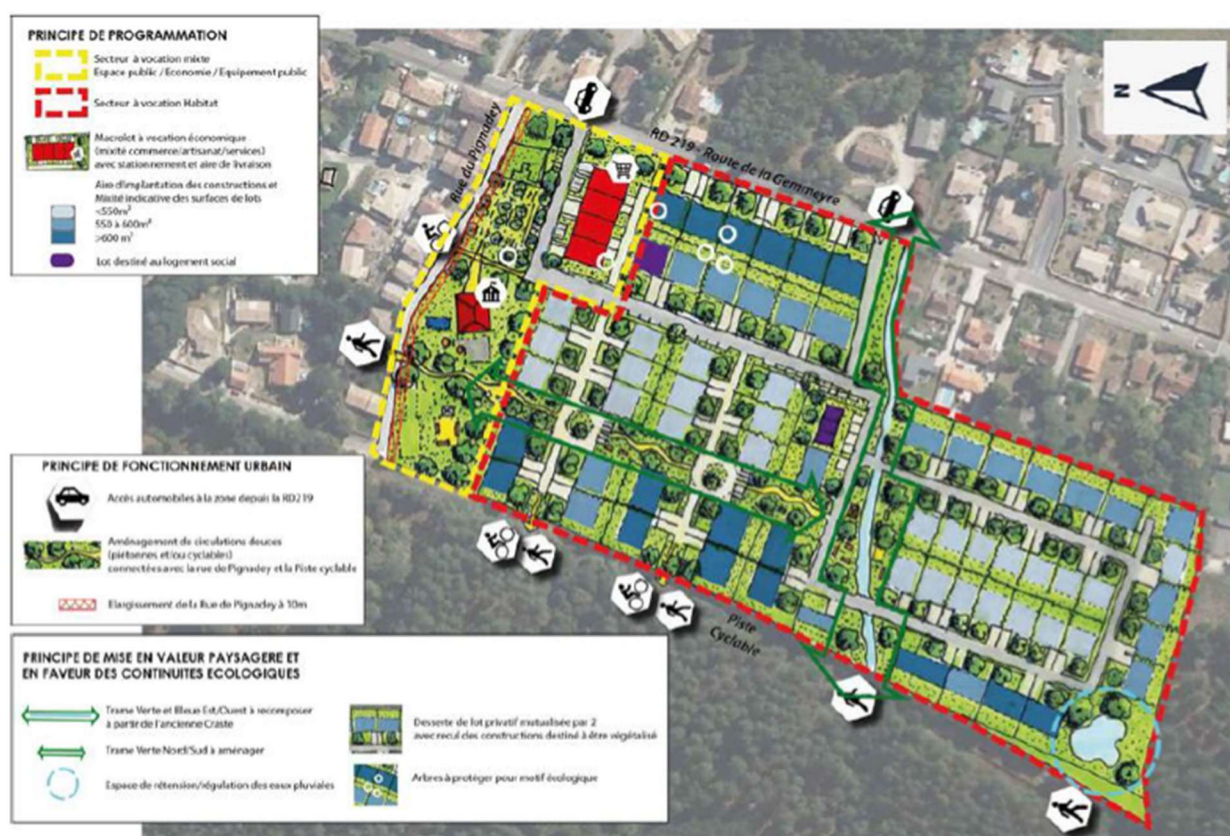 PRINCIPE DE PROGRAMMATION
Secteur à vocation mixte
Espace public / Economie / Equipement public
Secteur à vocation Habitat
Macrolot à vocation économique
(mixité commerce/artisanat/services)
avec stationnement et aire de livraison
Aire d'implantation des constructions et
Mixité indicative des surfaces de lots
<550m²
550 à 600m²
>600 m²
Lot destiné au logement social
N
Rue du Pignadey
RD 219 - Route de la Gemmeyre
Piste
Cyclable
PRINCIPE DE FONCTIONNEMENT URBAIN
Accès automobiles à la zone depuis la RD219
Aménagement de circulations douces
(piétonnes et/ou cyclables)
connectées avec la rue de Pignadey et la Piste cyclable
Elargissement de la Rue de Pignadey à 10m
PRINCIPE DE MISE EN VALEUR PAYSAGERE ET
EN FAVEUR DES CONTINUITES ECOLOGIQUES
Trame Verte et Bleue Est/Ouest à recomposer
à partir de l'ancienne Craste
Trame Verte Nord/Sud à aménager
Espace de rétention/régulation des eaux pluviales
Desserte de lot privatif mutualisée par 2
avec recul des constructions destiné à être végétalisé
Arbres à protéger pour motif écologique